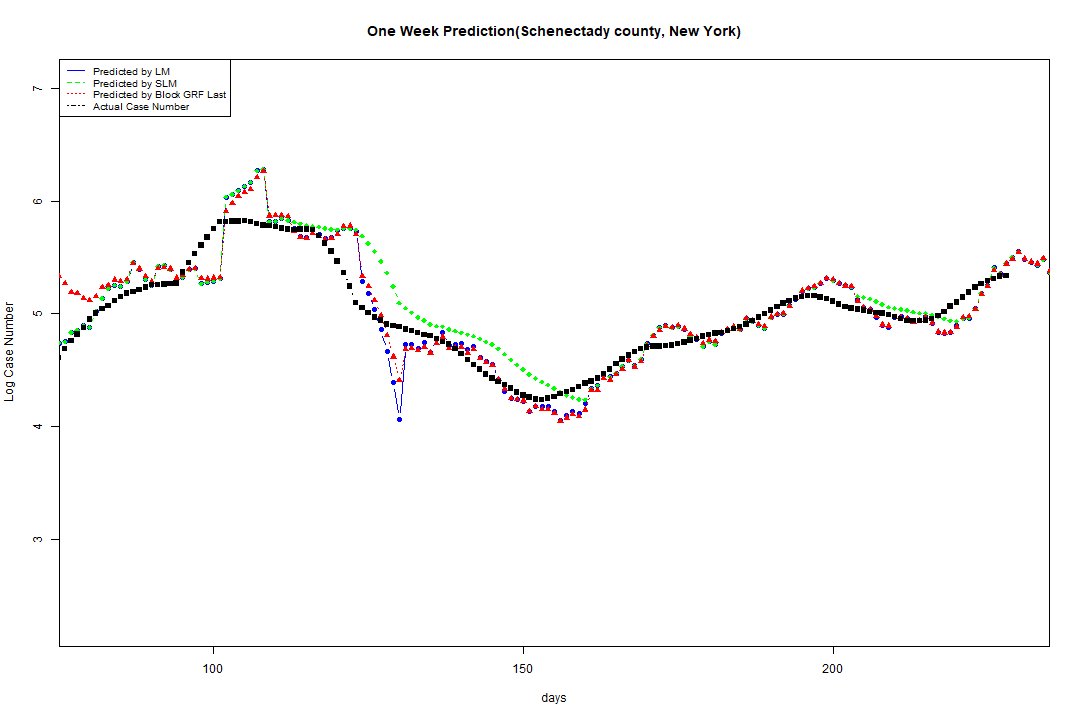 One Week Prediction(Schenectady county, New York)
Predicted by LM
Predicted by SLM
Predicted by Block GRF Last
Actual Case Number
7
6
5
4
3
Log Case Number
100
150
200
days